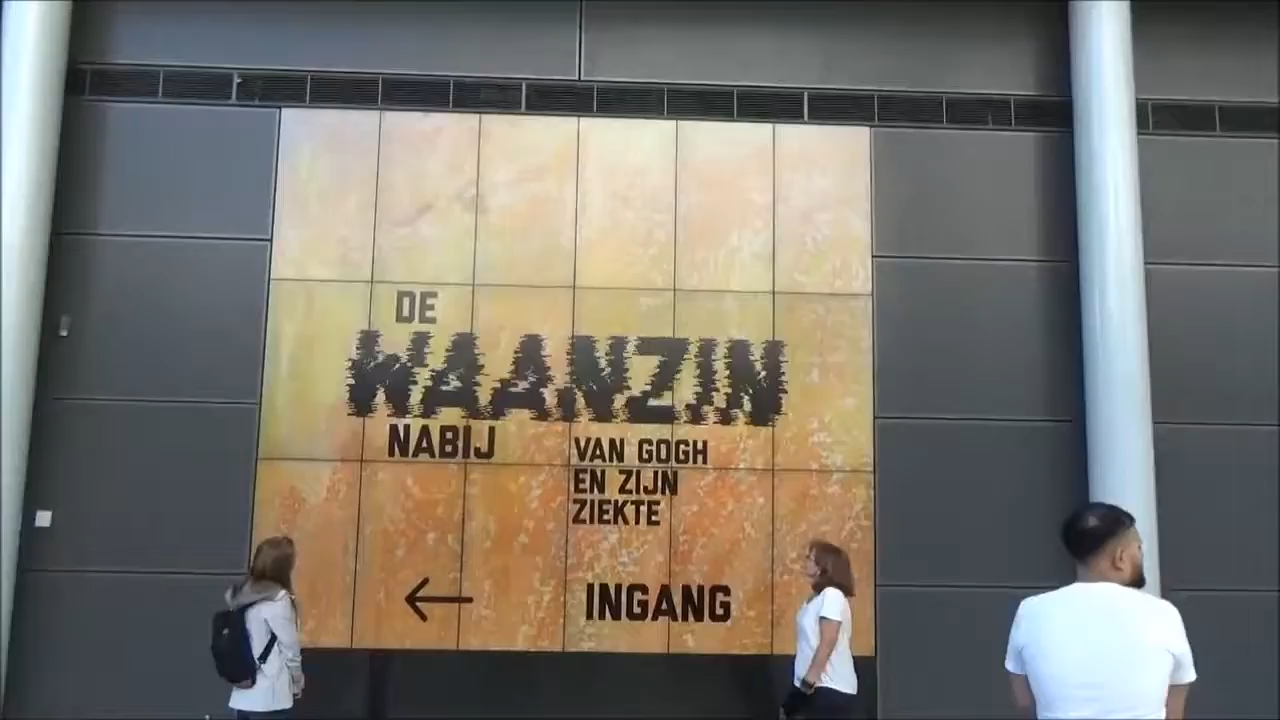 DE
WAANZIN
NABIJ
VAN GOGH
EN ZIJN
ZIEKTE
← INGANG